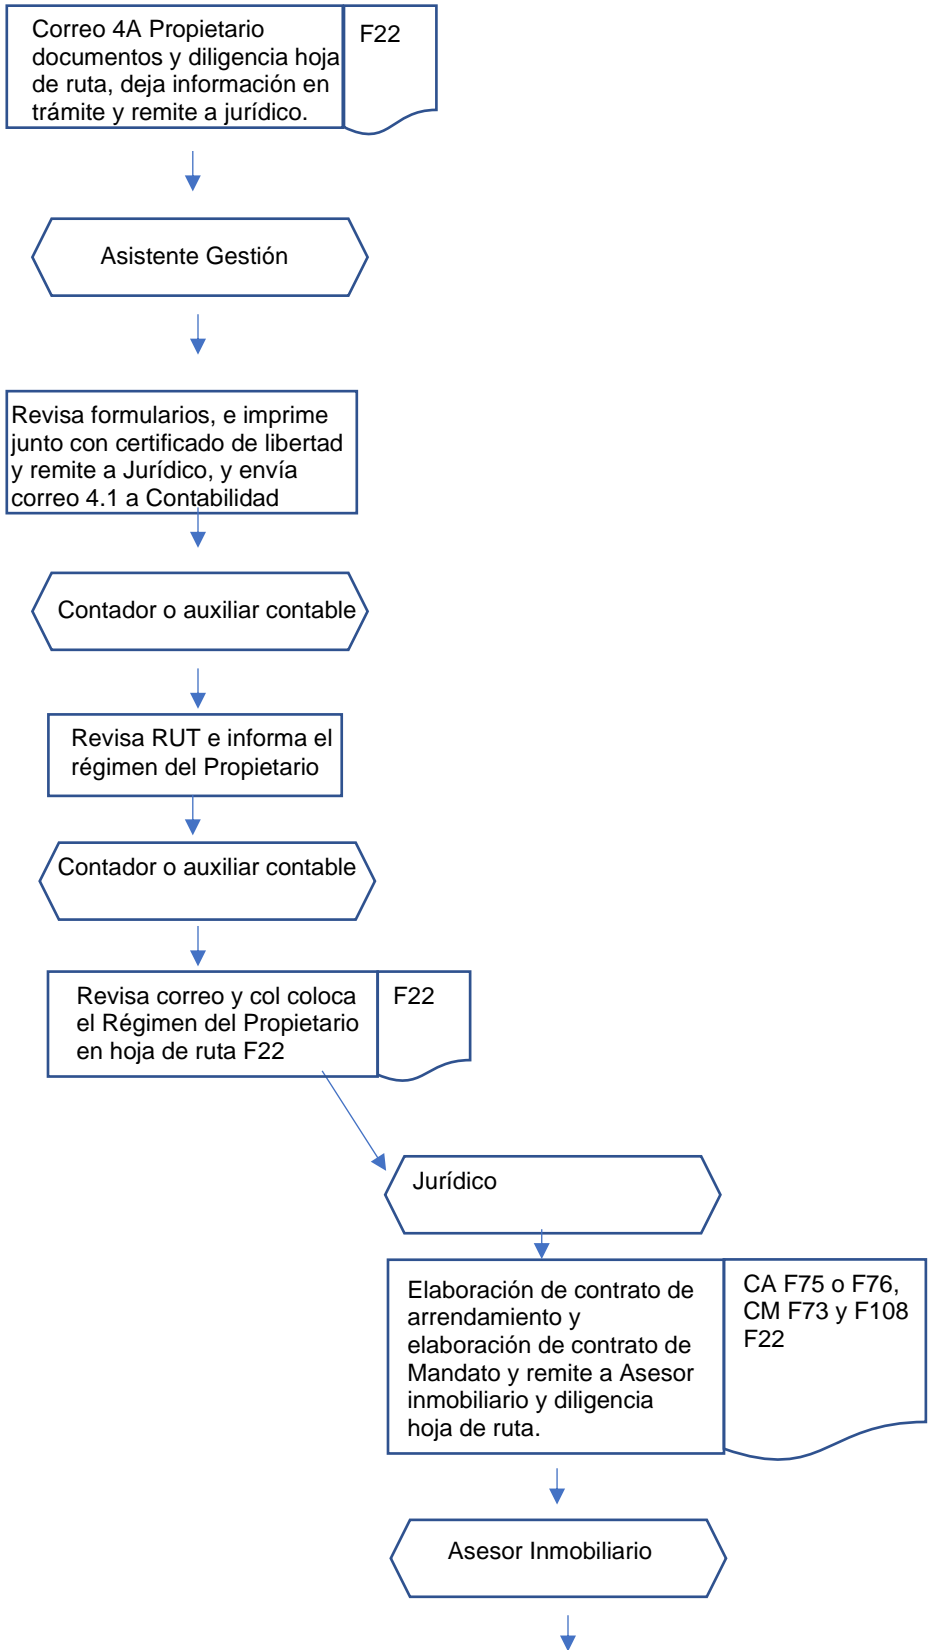 Correo 4A Propietario
documentos y diligencia hoja
de ruta, deja información en
trámite y remite a jurídico.
F22
Asistente Gestión
Revisa formularios, e imprime
junto con certificado de libertad
y remite a Jurídico, y envía
correo 4.1 a Contabilidad
Contador o auxiliar contable
Revisa RUT e informa el
régimen del Propietario
Contador o auxiliar contable
Revisa correo y col coloca
el Régimen del Propietario
en hoja de ruta F22
F22
Jurídico
Elaboración de contrato de
arrendamiento y
elaboración de contrato de
Mandato y remite a Asesor
inmobiliario y diligencia
hoja de ruta.
CA F75 o F76,
CM F73 y F108
F22
Asesor Inmobiliario